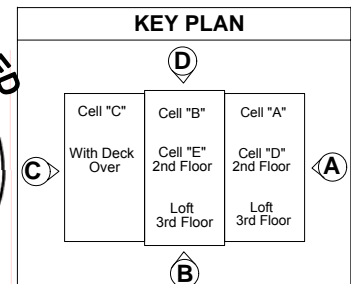 KEY PLAN
D
ED
Cell "C"
With Deck
Over
Cell "B"
Cell "E"
2nd Floor
Loft
3rd Floor
Cell "A"
Cell "D"
2nd Floor
Loft
3rd Floor
C
A
B